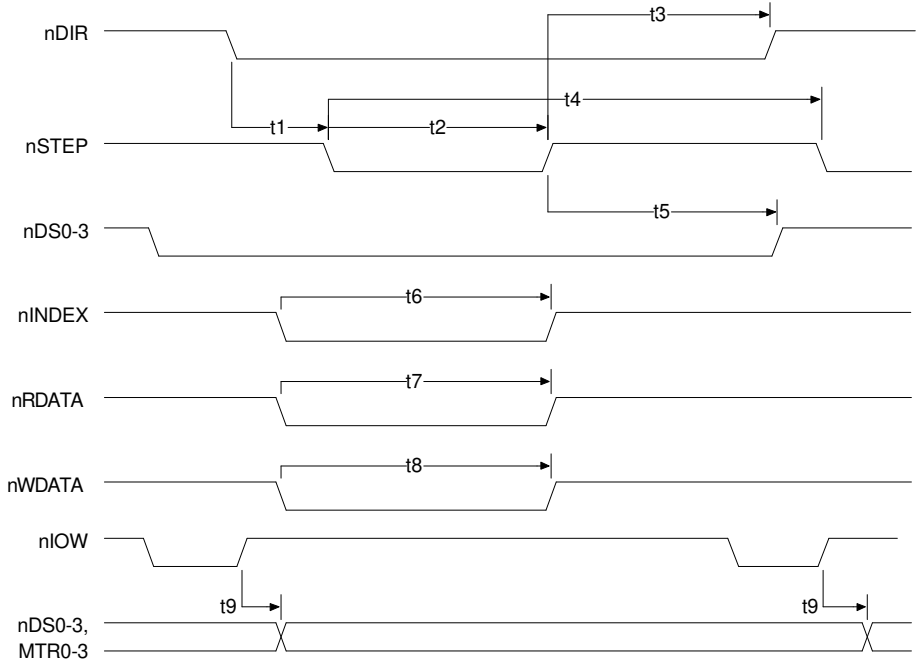 nDIR
t3
t4
t1
t2
nSTEP
t5
nDS0-3
t6
nINDEX
t7
nRDATA
t8
nWDATA
nIOW
t9
t9
nDS0-3,
MTR0-3